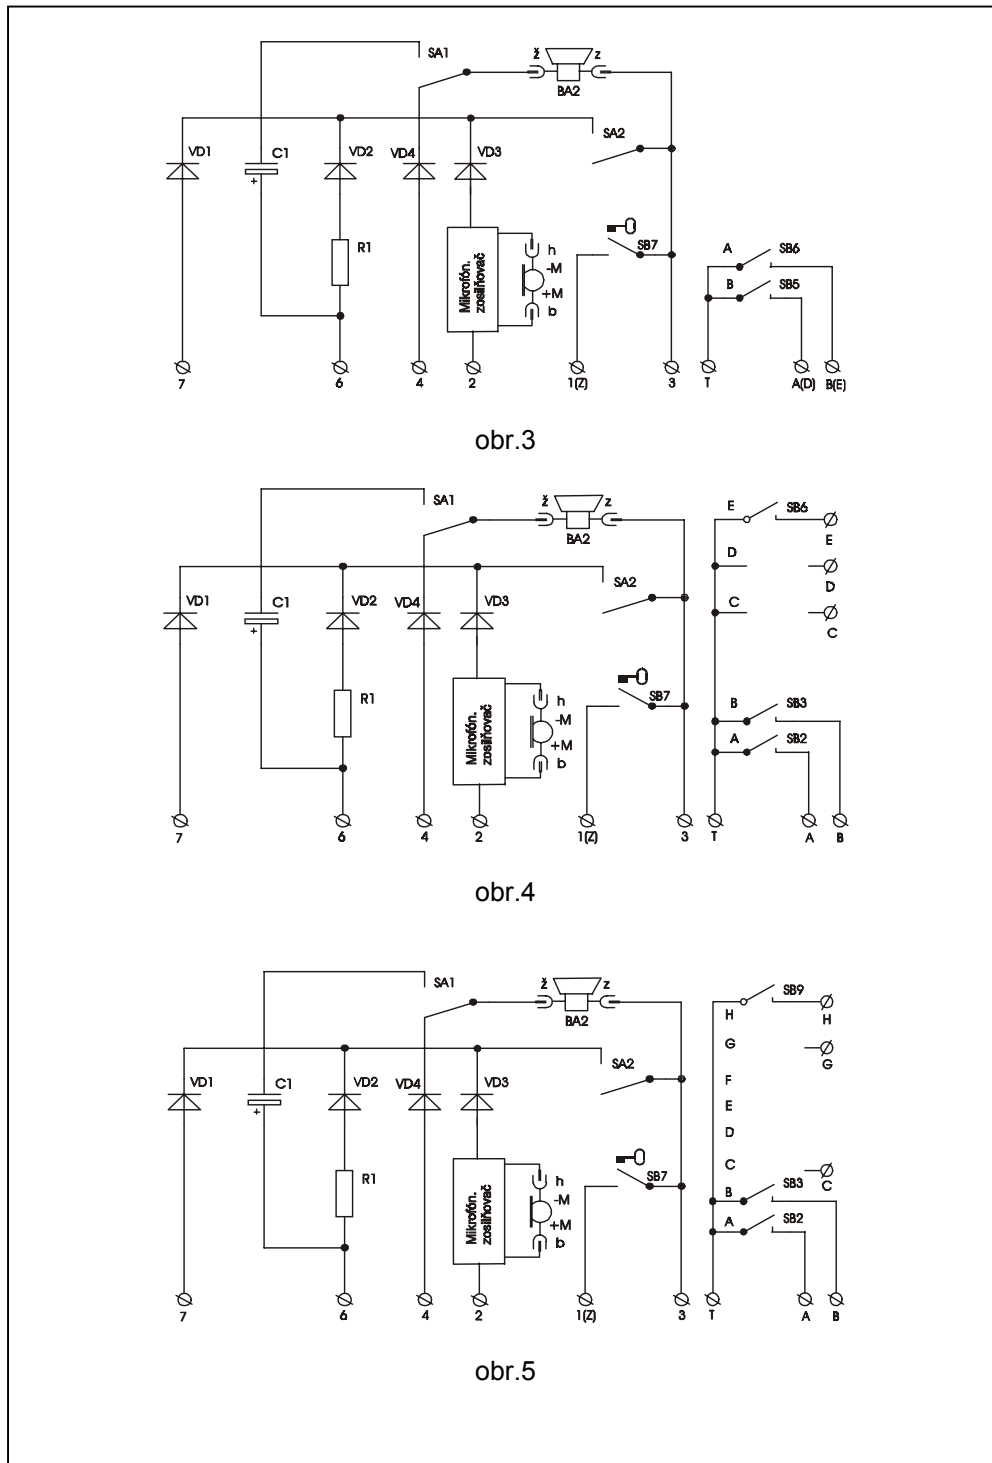 SA1 ž z
BA2
SA2
VD1 C1 VD2 VD4 VD3
+
R1
Mikrofón.
zosilňovač
h
-M
+M
b
SB7
A SB6
B SB5
7 6 4 2 1(Z) 3 T A(D) B(E)
obr.3
SA1 ž z
BA2
E SB6
E
D
D
SA2
C
C
VD1 C1 VD2 VD4 VD3
+
R1
Mikrofón.
zosilňovač
h
-M
+M
b
SB7
B SB3
A SB2
7 6 4 2 1(Z) 3 T A B
obr.4
SA1 ž z
BA2
SB9
H H
G
G
SA2
F
VD1 C1 VD2 VD4 VD3
E
+
D
R1
Mikrofón.
zosilňovač
h
-M
+M
b
SB7
C
C
B SB3
A SB2
7 6 4 2 1(Z) 3 T A B
obr.5